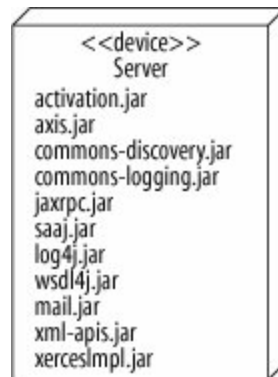 <<device>>
Server
activation.jar
axis.jar
commons-discovery.jar
commons-logging.jar
jaxrpc.jar
saaj.jar
log4j.jar
wsdl4j.jar
mail.jar
xml-apis.jar
xercesImpl.jar